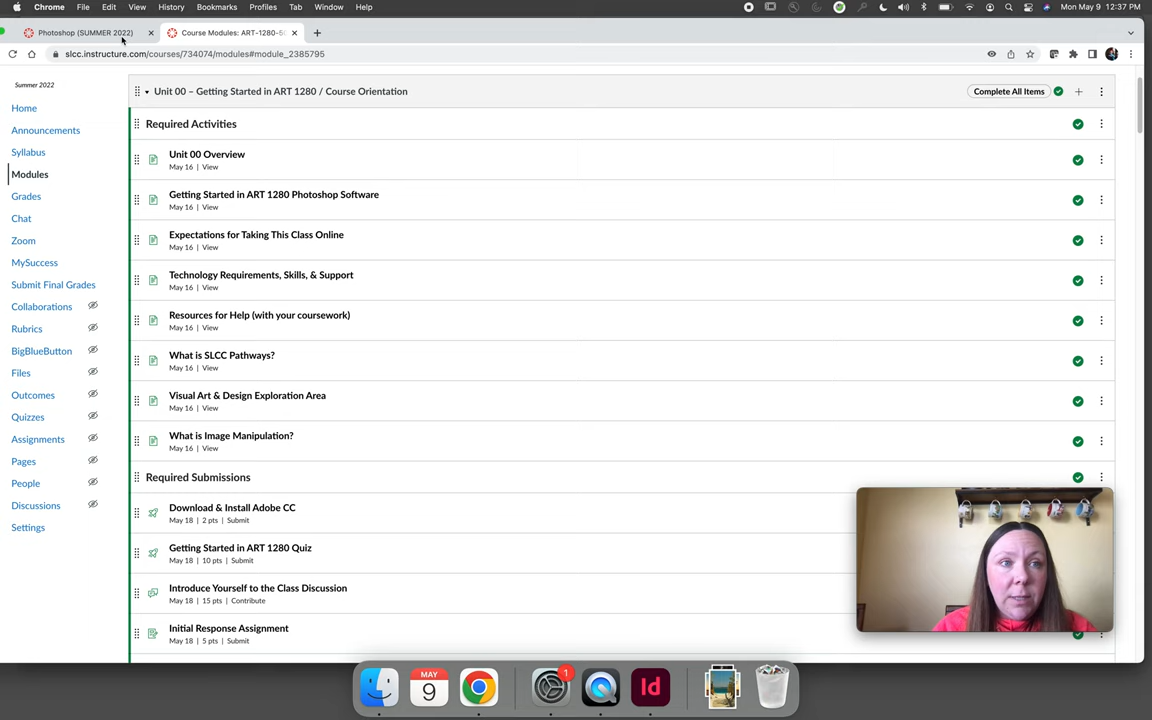 Chrome File Edit View History Bookmarks Profiles Tab Window Help Mon May 9 12:37 PM
Photoshop (SUMMER 2022) Course Modules: ART-1280-5
slcc.instructure.com/courses/734074/modules#module_2385795
Summer 2022
Home
Announcements
Syllabus
Modules
Grades
Chat
Zoom
MySuccess
Submit Final Grades
Collaborations
Rubrics
BigBlueButton
Files
Outcomes
Quizzes
Assignments
Pages
People
Discussions
Settings
Unit 00 – Getting Started in ART 1280 / Course Orientation Complete All Items
Required Activities
Unit 00 Overview
May 16 | View
Getting Started in ART 1280 Photoshop Software
May 16 | View
Expectations for Taking This Class Online
May 16 | View
Technology Requirements, Skills, & Support
May 16 | View
Resources for Help (with your coursework)
May 16 | View
What is SLCC Pathways?
May 16 | View
Visual Art & Design Exploration Area
May 16 | View
What is Image Manipulation?
May 16 | View
Required Submissions
Download & Install Adobe CC
May 18 | 2 pts | Submit
Getting Started in ART 1280 Quiz
May 18 | 10 pts | Submit
Introduce Yourself to the Class Discussion
May 18 | 15 pts | Contribute
Initial Response Assignment
May 18 | 5 pts | Submit
MAY
9
1
Id